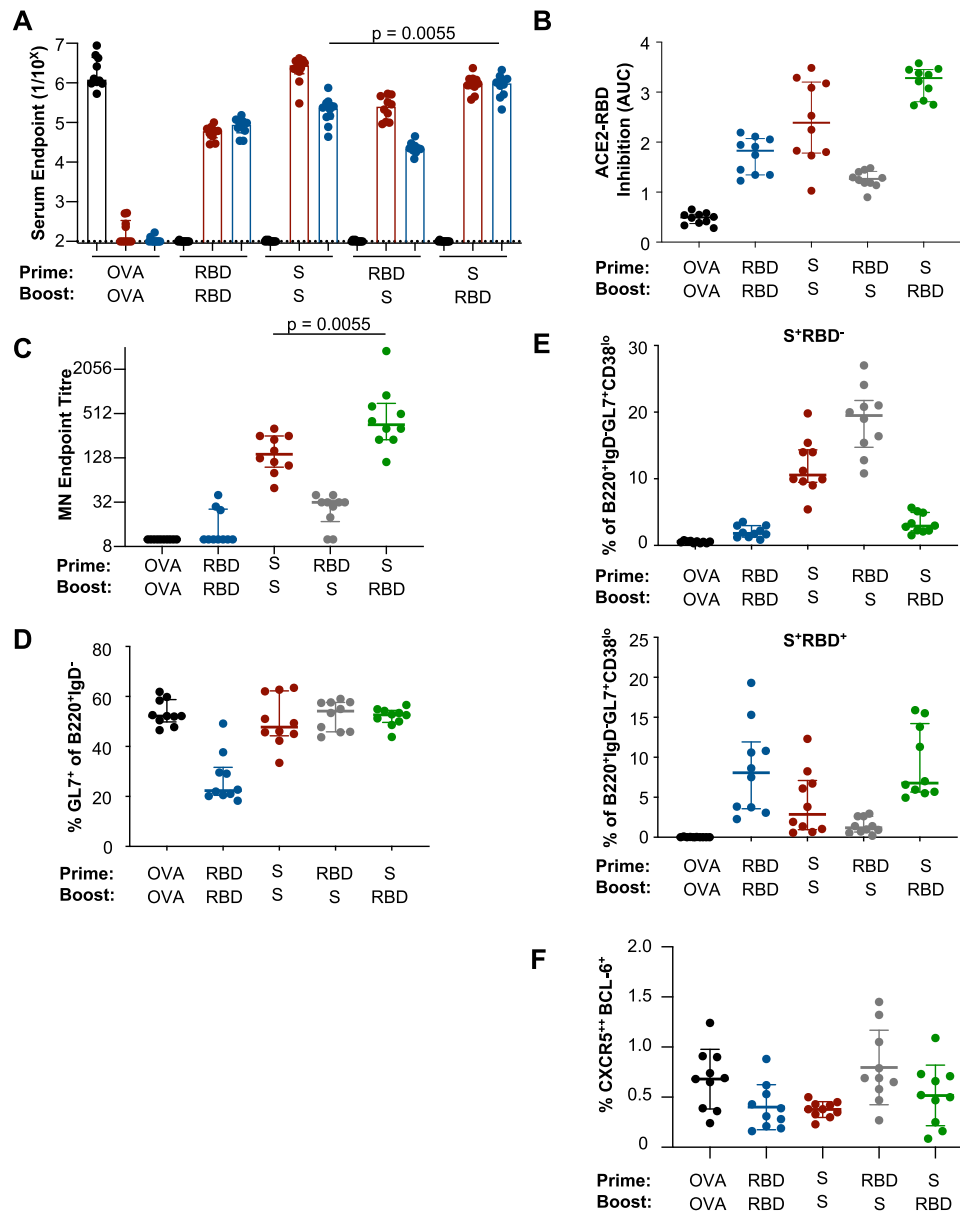 A
p = 0.0055
Serum Endpoint (1/10^X)
7
6
5
4
3
2
Prime: OVA RBD S RBD S
Boost: OVA RBD S S RBD
B
ACE2-RBD
Inhibition (AUC)
4
3
2
1
0
Prime: OVA RBD S RBD S
Boost: OVA RBD S S RBD
C
p = 0.0055
MN Endpoint Titre
2056
512
128
32
8
Prime: OVA RBD S RBD S
Boost: OVA RBD S S RBD
D
% GL7⁺ of B220⁺IgD⁻
80
60
40
20
0
Prime: OVA RBD S RBD S
Boost: OVA RBD S S RBD
E
S⁺RBD⁻
% of B220⁺IgD⁻GL7⁺CD38ˡᵒ
30
20
10
0
Prime: OVA RBD S RBD S
Boost: OVA RBD S S RBD
S⁺RBD⁺
% of B220⁺IgD⁻GL7⁺CD38ˡᵒ
25
20
15
10
5
0
Prime: OVA RBD S RBD S
Boost: OVA RBD S S RBD
F
% CXCR5⁺⁺ BCL-6⁺
2.0
1.5
1.0
0.5
0
Prime: OVA RBD S RBD S
Boost: OVA RBD S S RBD